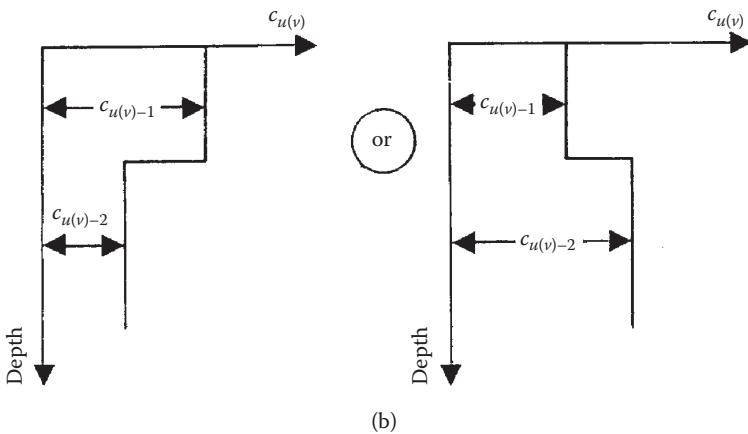 c_{u(v)}
c_{u(v)–1}
c_{u(v)–2}
Depth
or
c_{u(v)}
c_{u(v)–1}
c_{u(v)–2}
Depth
(b)